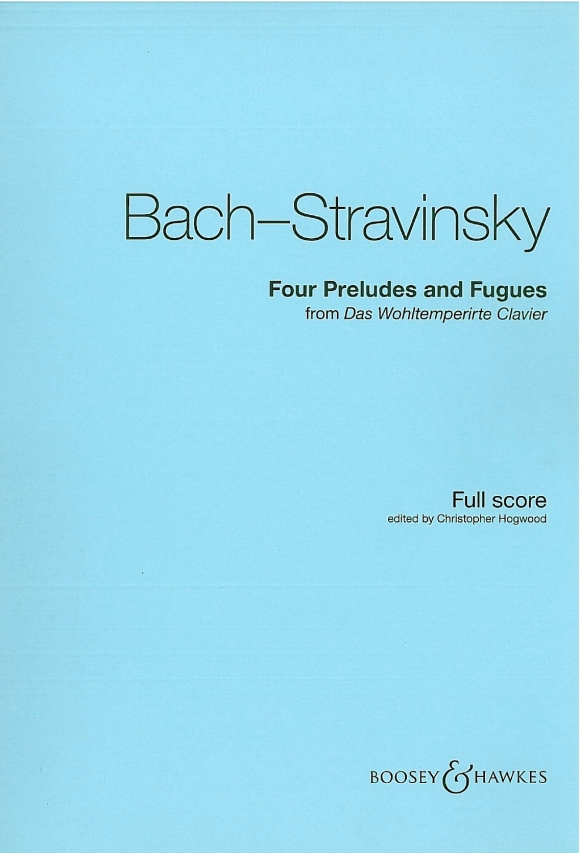 Bach–Stravinsky
Four Preludes and Fugues
from Das Wohltemperirte Clavier
Full score
edited by Christopher Hogwood
BOOSEY & HAWKES